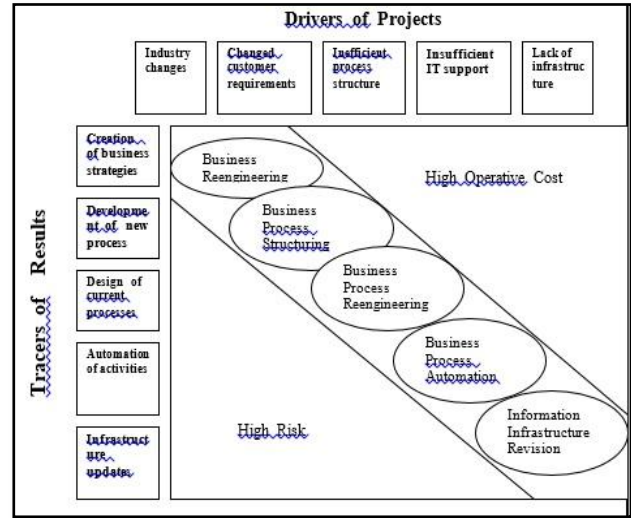 Drivers of Projects
Industry
changes
Changed
customer
requirements
Inefficient
process
structure
Insufficient
IT support
Lack of
infrastruc
ture
Tracers of Results
Creation
of business
strategies
Developme
nt of new
process
Design of
current
processes
Automation
of activities
Infrastruct
ure
updates
Business
Reengineering
High Operative Cost
Business
Process
Structuring
Business
Process
Reengineering
Business
Process
Automation
High Risk
Information
Infrastructure
Revision